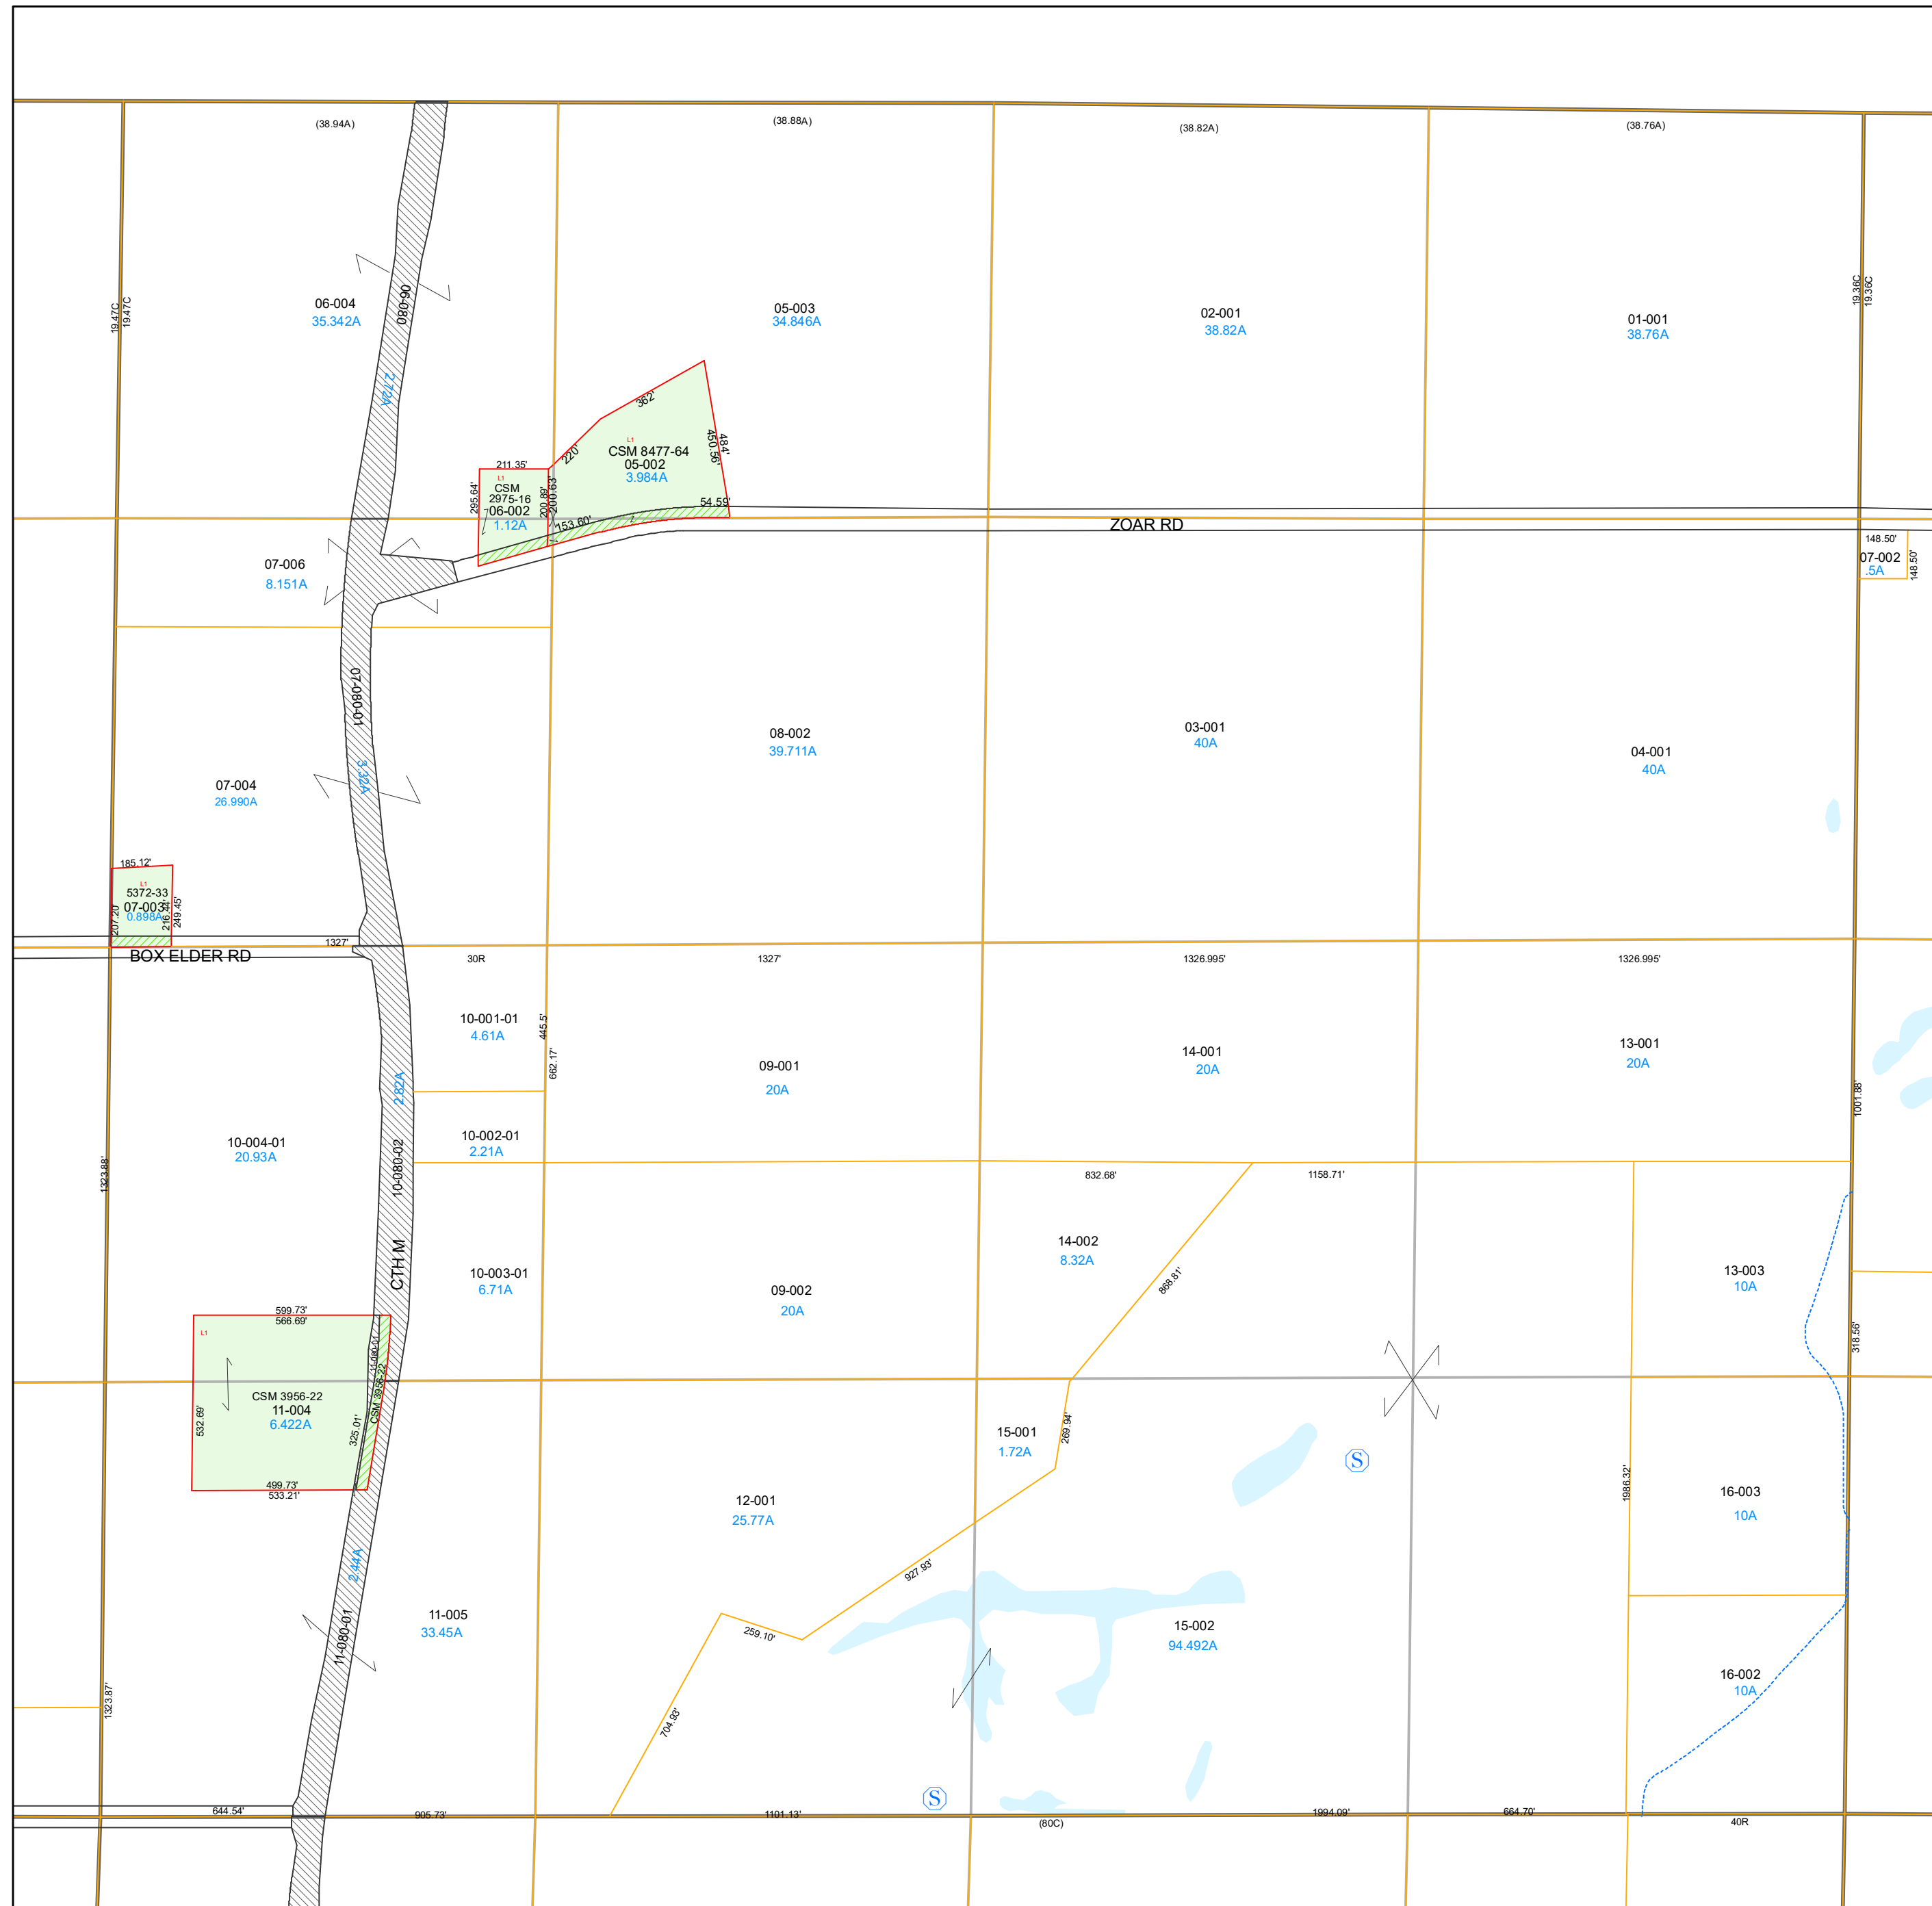 (38.94A)
(38.88A)
(38.82A)
(38.76A)
19.47C
19.47C
06-004
35.342A
06-080
2.72A
05-003
34.846A
02-001
38.82A
01-001
38.76A
19.36C
19.36C
362'
220'
L1
CSM 8477-64
05-002
3.984A
484'
450.56'
54.59'
211.35'
295.64'
L1
CSM
2975-16
06-002
1.12A
200.89'
200.63'
153.60'
ZOAR RD
148.50'
07-002
.5A
148.50'
07-006
8.151A
07-080-01
3.32A
07-004
26.990A
08-002
39.711A
03-001
40A
04-001
40A
185.12'
L1
5372-33
07-003
0.898A
207.20'
216.44'
249.45'
BOX ELDER RD
1327'
30R
1327'
1326.995'
1326.995'
10-001-01
4.61A
445.5'
662.17'
09-001
20A
14-001
20A
13-001
20A
1001.88'
2.82A
10-080-02
CTH M
10-004-01
20.93A
1323.88'
10-002-01
2.21A
832.68'
1158.71'
10-003-01
6.71A
09-002
20A
14-002
8.32A
868.81'
13-003
10A
318.56'
599.73'
566.69'
L1
CSM 3956-22
11-004
6.422A
532.69'
325.01'
11-080-01
CSM 3956-22
499.73'
533.21'
15-001
1.72A
269.94'
S
12-001
25.77A
927.93'
1986.32'
16-003
10A
2.44A
11-080-01
11-005
33.45A
259.10'
704.93'
15-002
94.492A
16-002
10A
1323.87'
S
644.54'
905.73'
1101.13'
(80C)
1994.09'
664.70'
40R